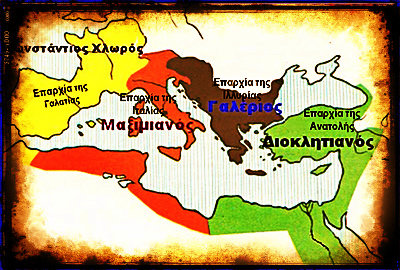 ωνστάντιος Χλωρός
Επαρχία της
Γαλατίας
Επαρχία της
Ιταλίας
Μαξιμιανός
Επαρχία της
Ιλλυρίας
Γαλέριος
Επαρχία της
Ανατολής
Διοκλητιανός